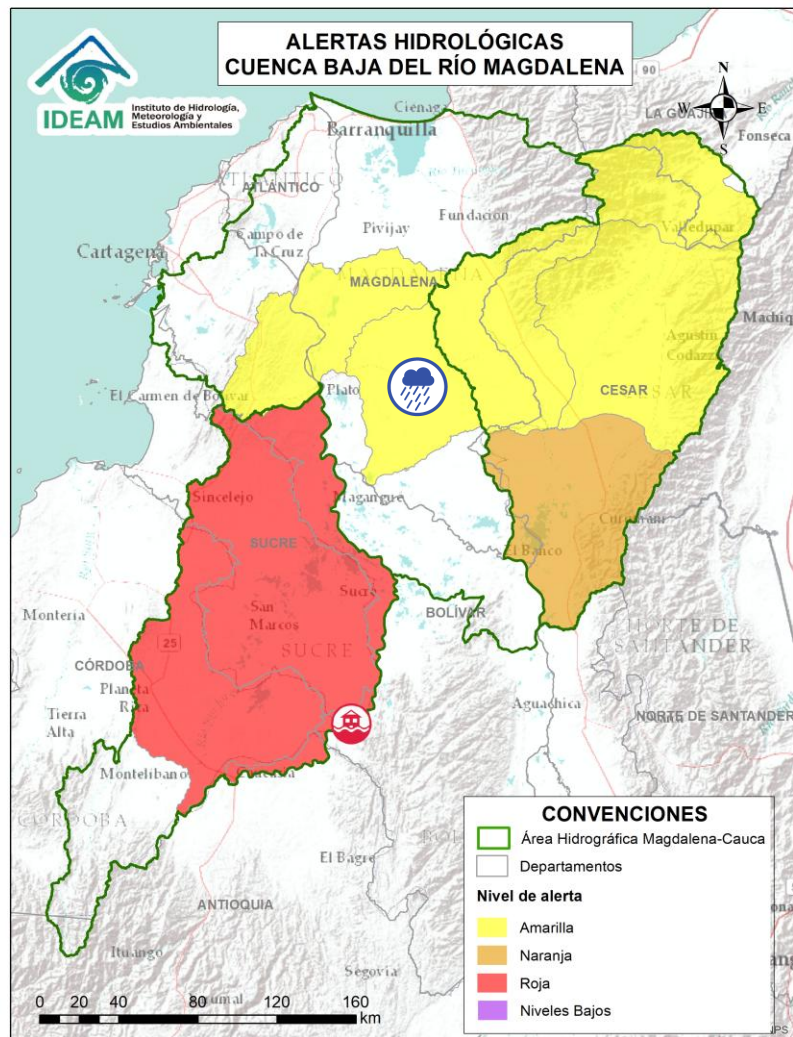 ALERTAS HIDROLÓGICAS
CUENCA BAJA DEL RÍO MAGDALENA
IDEAM
Instituto de Hidrología,
Meteorología y
Estudios Ambientales
90
N
W
E
S
Ciénaga
LA GUAJIRA
Barranquilla
Fonseca
ATLÁNTICO
Fundación
Pivijay
Valledupar
Campo de
la Cruz
Cartagena
MAGDALENA
Machiq
Agustín
Codazzi
El Carmen de Bolívar
Plato
CESAR
Sincelejo
Magangué
SUCRE
El Banco
Sucre
San
Marcos
BOLÍVAR
Montería
NORTE DE
SANTANDER
25
SUCRE
CÓRDOBA
Planeta
Rica
Aguachica
NORTE DE SANTANDER
Tierra
Alta
Montelíbano
CÓRDOBA
El Bagre
ANTIOQUIA
Ituango
Segovia
CONVENCIONES
Área Hidrográfica Magdalena-Cauca
Departamentos
Nivel de alerta
Amarilla
Naranja
Roja
Niveles Bajos
0 20 40 80 120 160
km